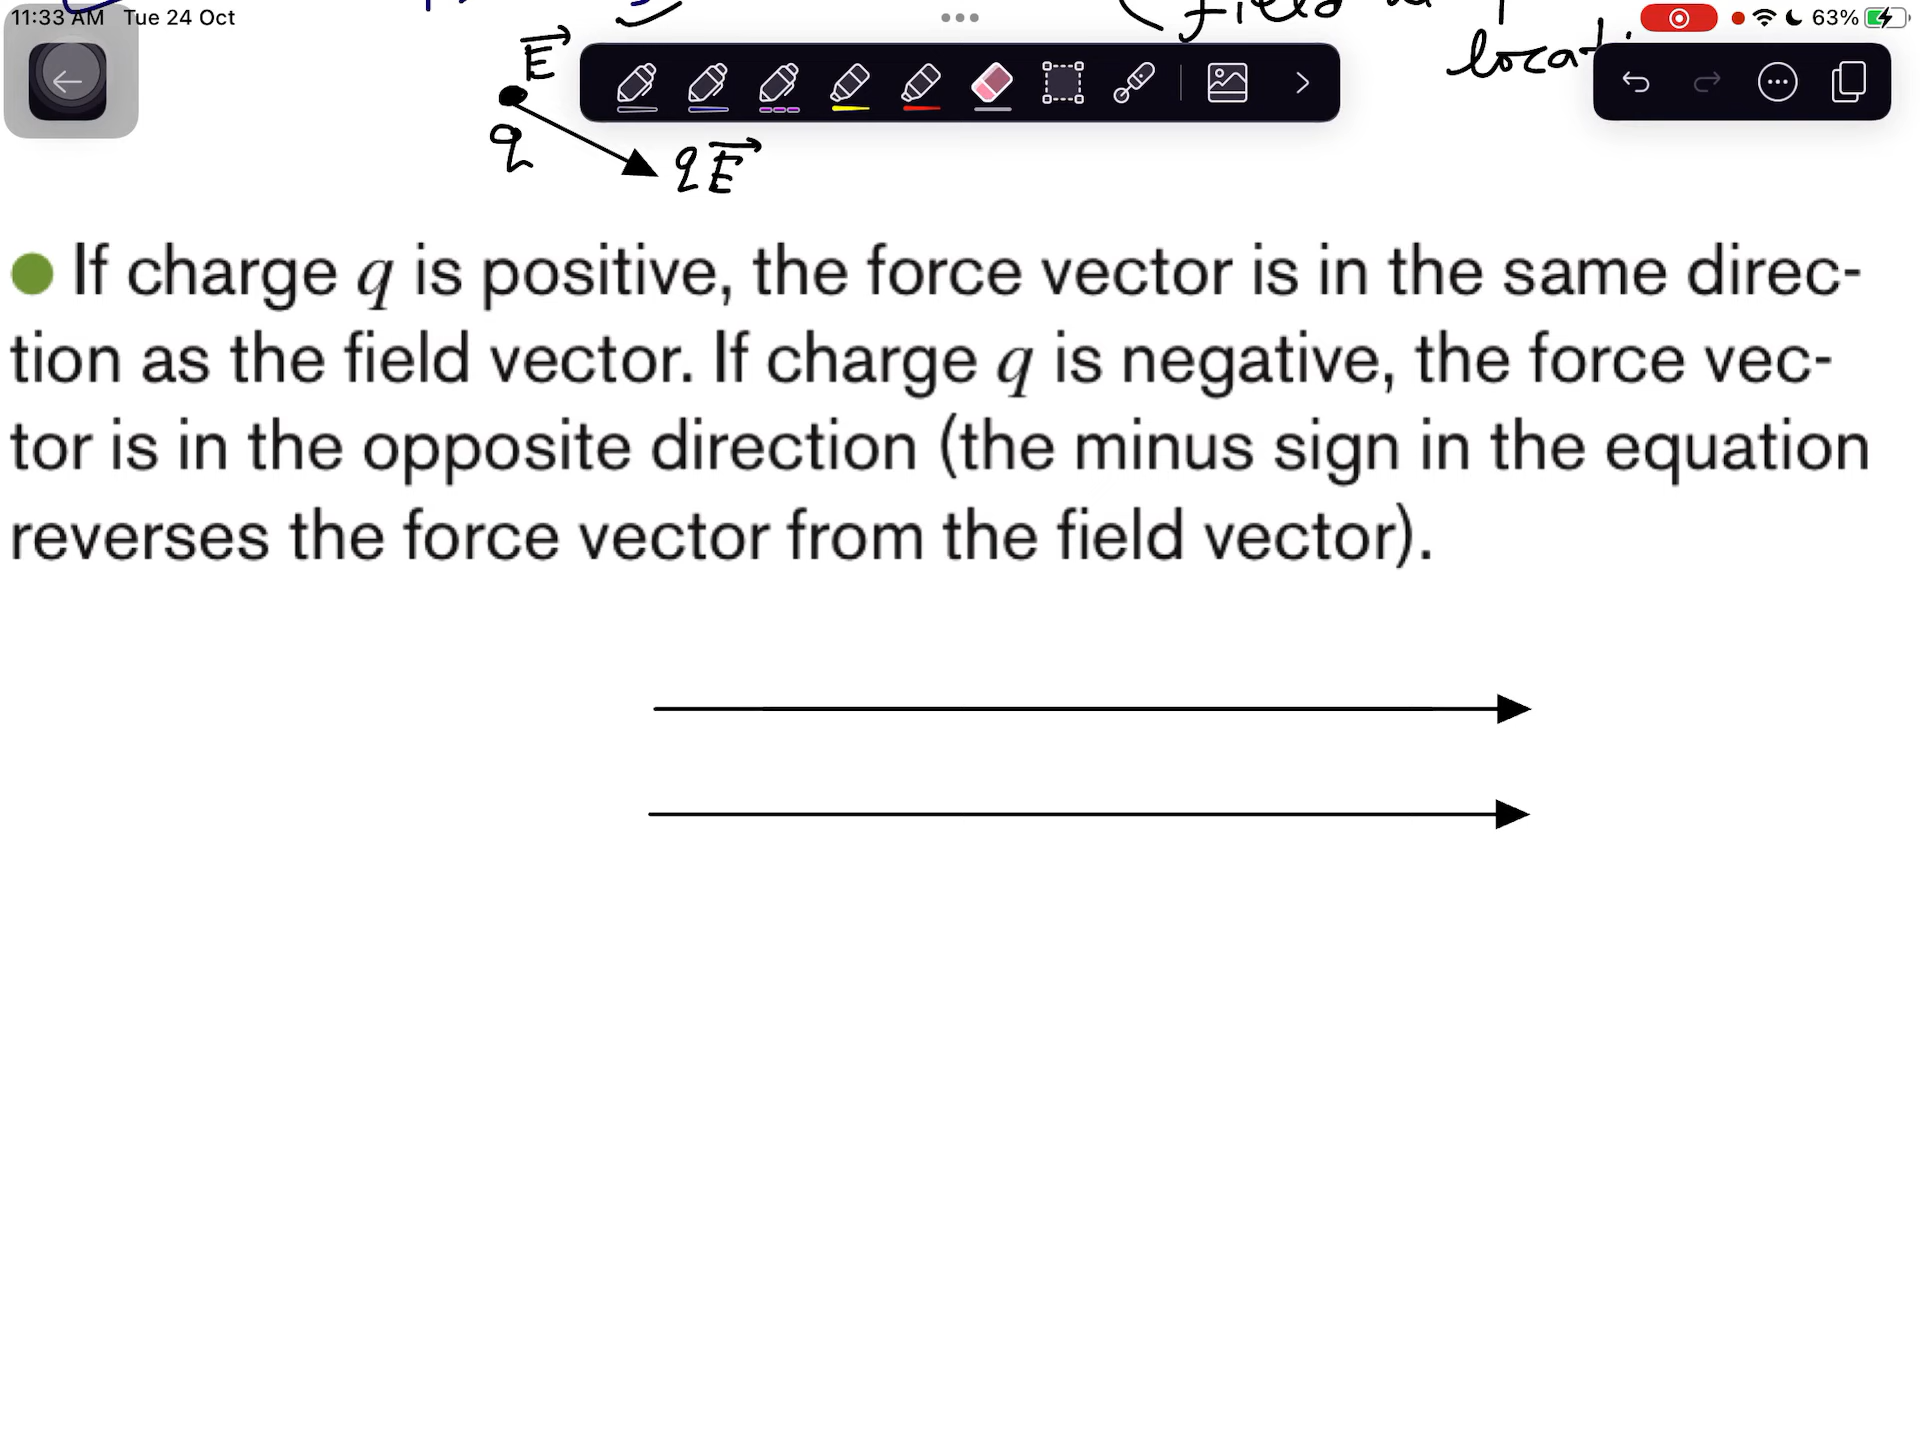 11:33 AM Tue 24 Oct
63%
locat
E
q
qE
If charge q is positive, the force vector is in the same direc-
tion as the field vector. If charge q is negative, the force vec-
tor is in the opposite direction (the minus sign in the equation
reverses the force vector from the field vector).